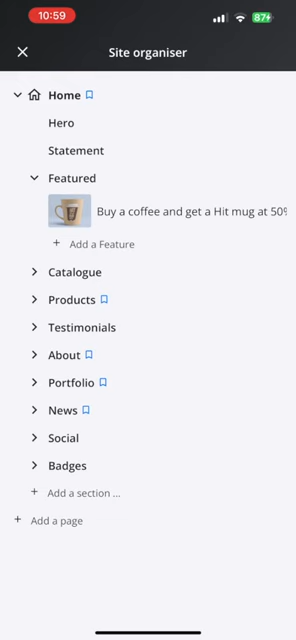 10:59
87
Site organiser
Home
Hero
Statement
Featured
Buy a coffee and get a Hit mug at 50%
+ Add a Feature
Catalogue
Products
Testimonials
About
Portfolio
News
Social
Badges
+ Add a section ...
+ Add a page